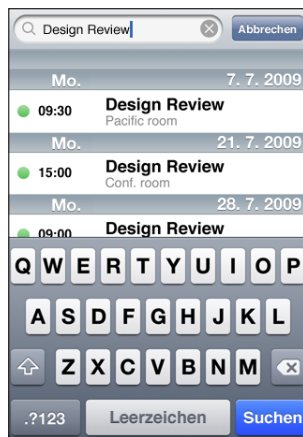 Design Review
Abbrechen
Mo. 7. 7. 2009
09:30 Design Review
Pacific room
Mo. 21. 7. 2009
15:00 Design Review
Conf. room
Mo. 28. 7. 2009
09:00 Design Review
Q W E R T Y U I O P
A S D F G H J K L
Z X C V B N M
.?123 Leerzeichen Suchen